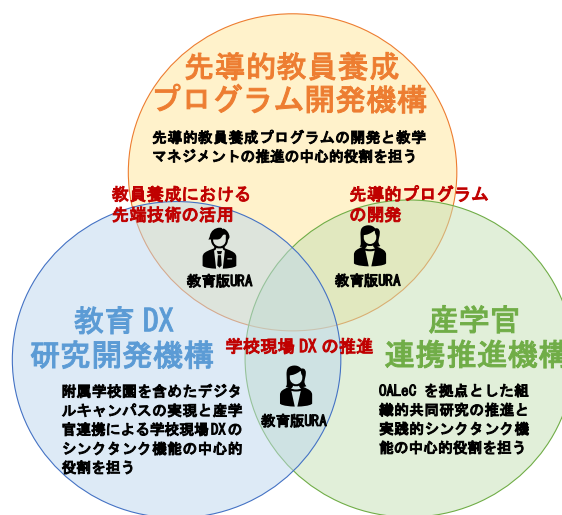 先導的教員養成
プログラム開発機構
先導的教員養成プログラムの開発と教学
マネジメントの推進の中心的役割を担う
教員養成における
先端技術の活用
先導的プログラム
の開発
教育版URA
教育版URA
教育 DX
研究開発機構
学校現場 DX の推進
産学官
連携推進機構
附属学校園を含めたデジタ
ルキャンパスの実現と産学
官連携による学校現場DXの
シンクタンク機能の中心的
役割を担う
教育版URA
OALeC を拠点とした組
織的共同研究の推進と
実践的シンクタンク機
能の中心的役割を担う